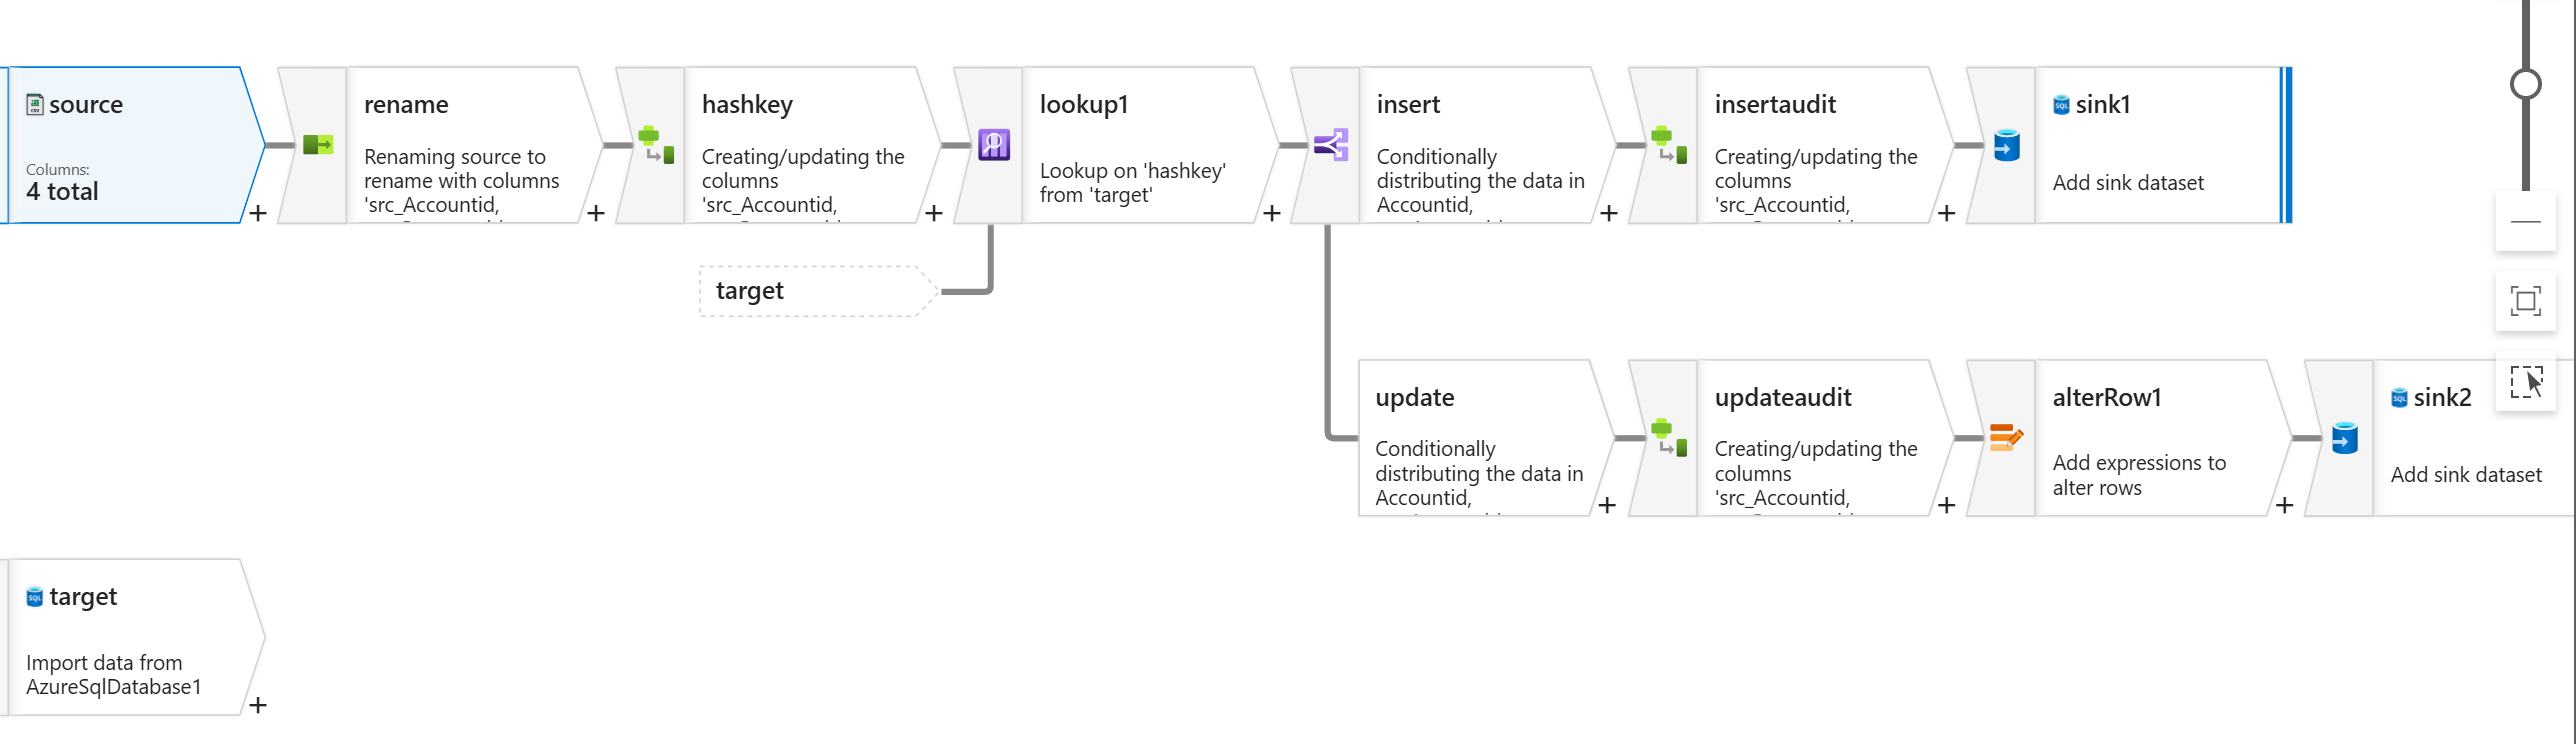 source
Columns:
4 total
+
rename
Renaming source to
rename with columns
'src_Accountid,
+
hashkey
Creating/updating the
columns
'src_Accountid,
+
lookup1
Lookup on 'hashkey'
from 'target'
+
insert
Conditionally
distributing the data in
Accountid,
+
insertaudit
Creating/updating the
columns
'src_Accountid,
+
SQL sink1
Add sink dataset
target
update
Conditionally
distributing the data in
Accountid,
+
updateaudit
Creating/updating the
columns
'src_Accountid,
+
alterRow1
Add expressions to
alter rows
+
SQL sink2
Add sink dataset
SQL target
Import data from
AzureSqlDatabase1
+